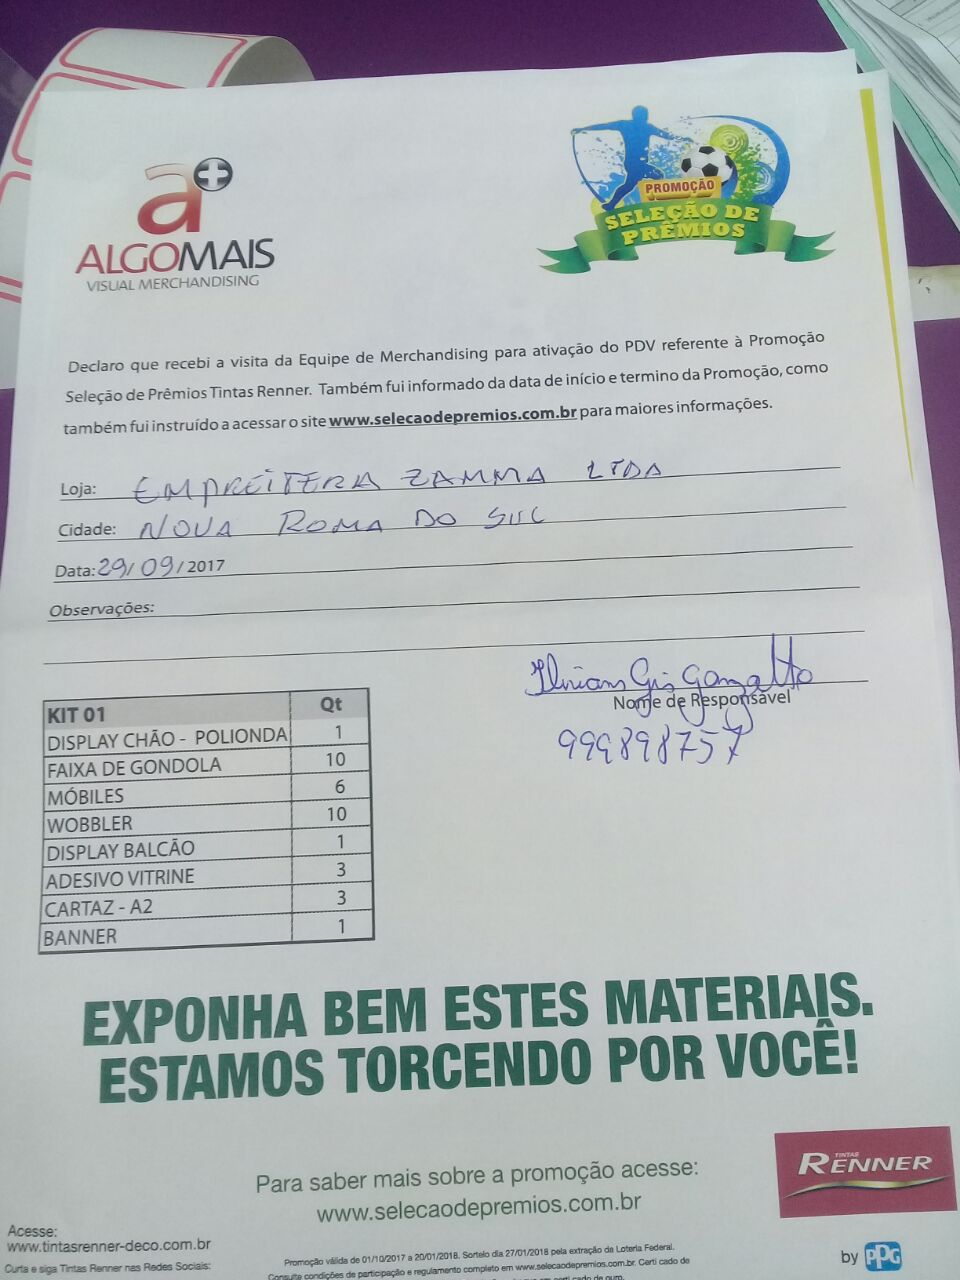 a+
ALGOMAIS
VISUAL MERCHANDISING
PROMOÇÃO
SELEÇÃO DE
PRÊMIOS
Declaro que recebi a visita da Equipe de Merchandising para ativação do PDV referente à Promoção
Seleção de Prêmios Tintas Renner. Também fui informado da data de início e termino da Promoção, como
também fui instruído a acessar o site www.selecaodepremios.com.br para maiores informações.
Loja: EMPREITERA ZAMMA LTDA
Cidade: NOVA ROMA DO SUL
Data: 29/09/2017
Observações:
Gonzatto
Nome de Responsável
999898757
KIT 01 Qt
DISPLAY CHÃO - POLIONDA 1
FAIXA DE GONDOLA 10
MÓBILES 6
WOBBLER 10
DISPLAY BALCÃO 1
ADESIVO VITRINE 3
CARTAZ - A2 3
BANNER 1
EXPONHA BEM ESTES MATERIAIS.
ESTAMOS TORCENDO POR VOCÊ!
TINTAS
RENNER
Para saber mais sobre a promoção acesse:
www.selecaodepremios.com.br
Acesse:
www.tintasrenner-deco.com.br
Curta e siga Tintas Renner nas Redes Sociais:
Promoção válida de 01/10/2017 a 20/01/2018. Sorteio dia 27/01/2018 pela extração da Loteria Federal.
Consulte condições de participação e regulamento completo em www.selecaodepremios.com.br. Certi cado de
em certi cado de ouro.
by PPG